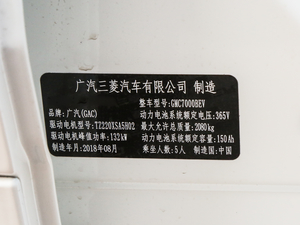 广汽三菱汽车有限公司 制造
整车型号:GMC7000BEV
品牌:广汽(GAC) 动力电池系统额定电压:365V
驱动电机型号:TZ220XSA5B02 最大允许总质量:2080kg
驱动电机峰值功率:132kW 动力电池系统额定容量:150Ah
制造年月:2018年08月 乘坐人数:5人 制造国:中国